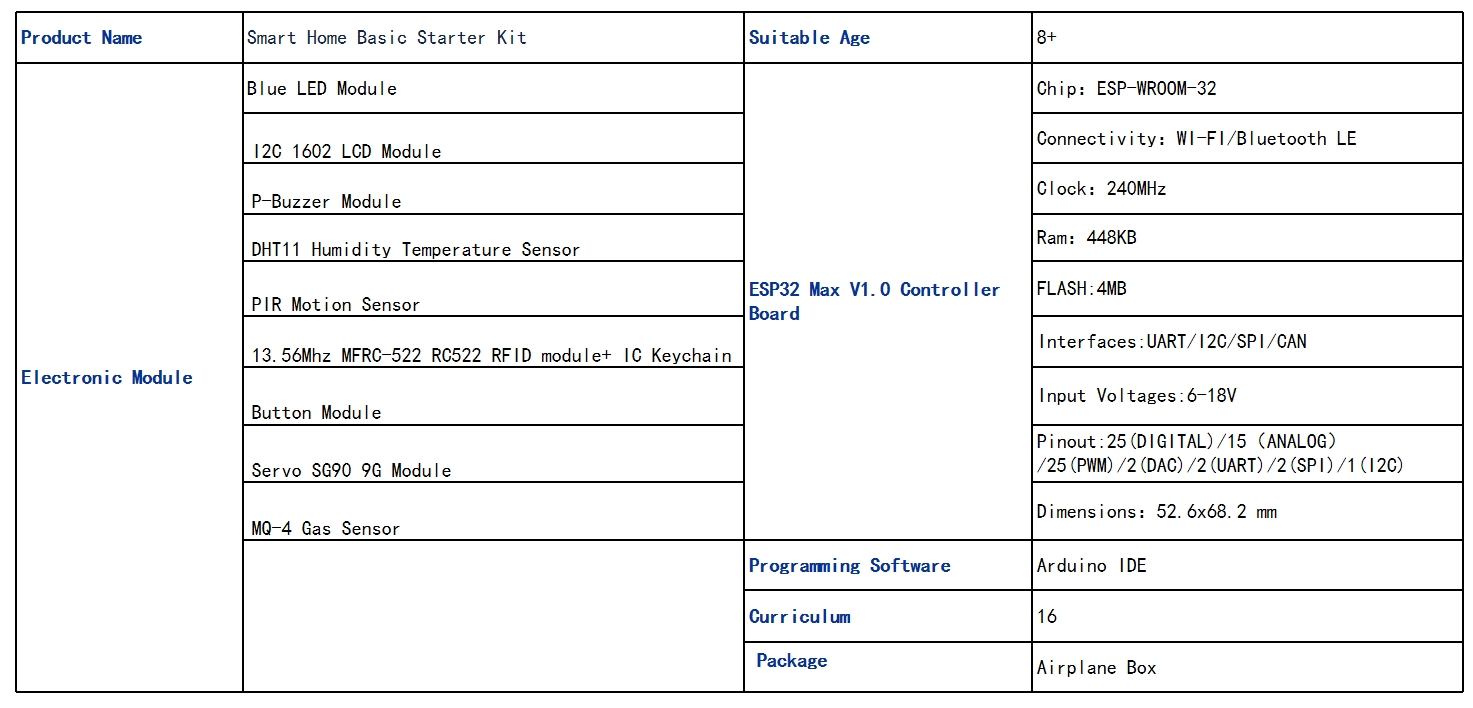 Product Name
Smart Home Basic Starter Kit
Suitable Age
8+
Electronic Module
Blue LED Module
I2C 1602 LCD Module
P-Buzzer Module
DHT11 Humidity Temperature Sensor
PIR Motion Sensor
13.56Mhz MFRC-522 RC522 RFID module+ IC Keychain
Button Module
Servo SG90 9G Module
MQ-4 Gas Sensor
ESP32 Max V1.0 Controller
Board
Chip：ESP-WROOM-32
Connectivity：WI-FI/Bluetooth LE
Clock：240MHz
Ram：448KB
FLASH:4MB
Interfaces:UART/I2C/SPI/CAN
Input Voltages:6-18V
Pinout:25(DIGITAL)/15（ANALOG）
/25(PWM)/2(DAC)/2(UART)/2(SPI)/1(I2C)
Dimensions：52.6x68.2 mm
Programming Software
Arduino IDE
Curriculum
16
Package
Airplane Box